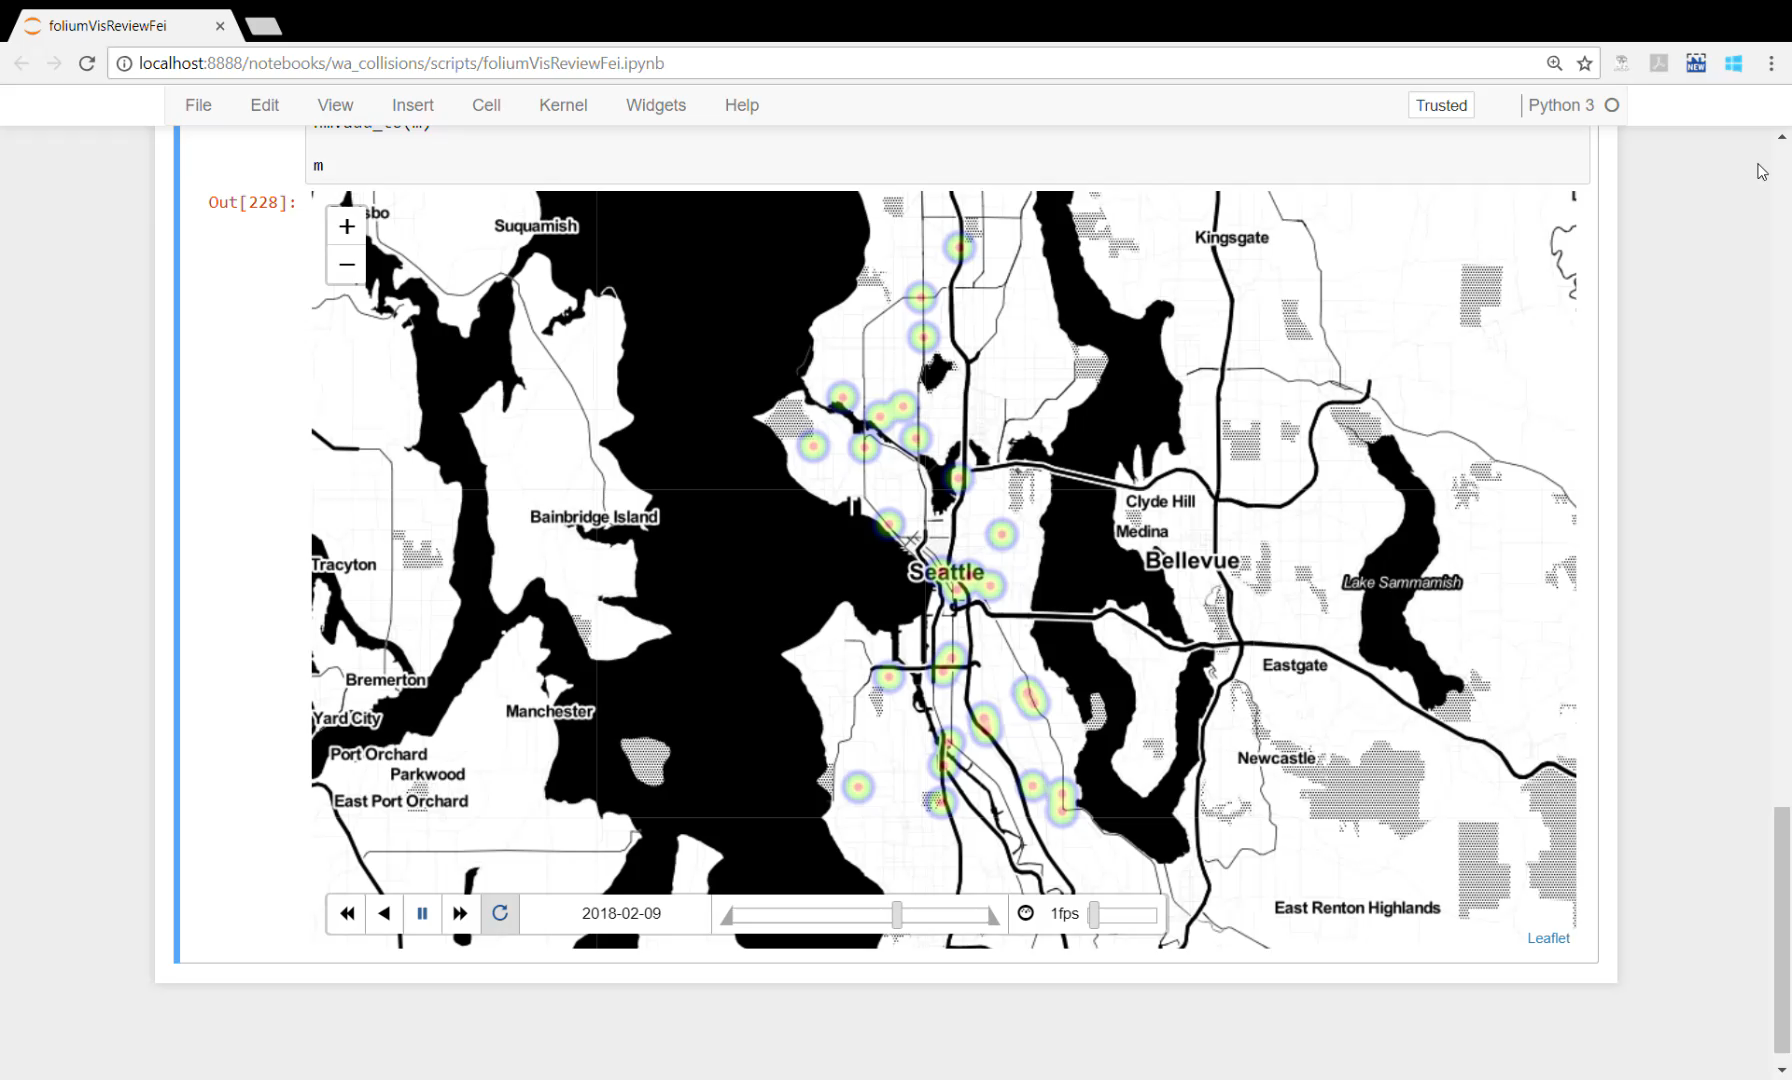 foliumVisReviewFei
localhost:8888/notebooks/wa_collisions/scripts/foliumVisReviewFei.ipynb
NEW
File Edit View Insert Cell Kernel Widgets Help Trusted Python 3
m
Out[228]:
sbo
Suquamish
Kingsgate
Clyde Hill
Bainbridge Island
Medina
Bellevue
Tracyton
Seattle
Lake Sammamish
Eastgate
Bremerton
Manchester
Yard City
Port Orchard
Newcastle
Parkwood
East Port Orchard
East Renton Highlands
2018-02-09
1fps
Leaflet